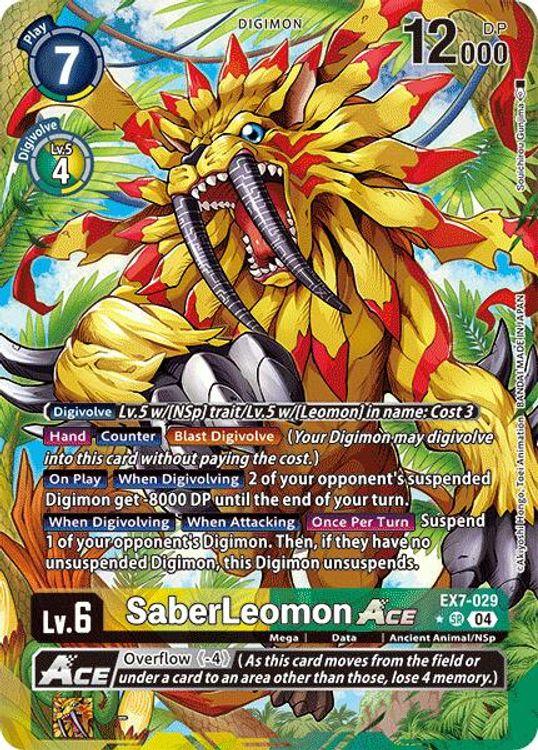 DIGIMON
Play
7
12000
DP
Digivolve
Lv.5
4
Souichirou Gunjima
©Akiyoshi Hongo, Toei Animation BANDAI MADE IN JAPAN
Digivolve Lv.5 w/[NSp] trait/Lv.5 w/[Leomon] in name: Cost 3
Hand Counter Blast Digivolve (Your Digimon may digivolve
into this card without paying the cost.)
On Play When Digivolving 2 of your opponent's suspended
Digimon get -8000 DP until the end of your turn.
When Digivolving When Attacking Once Per Turn Suspend
1 of your opponent's Digimon. Then, if they have no
unsuspended Digimon, this Digimon unsuspends.
Lv.6
SaberLeomon ACE
EX7-029
SR 04
Mega Data Ancient Animal/NSp
ACE Overflow ⟨-4⟩ (As this card moves from the field or
under a card to an area other than those, lose 4 memory.)